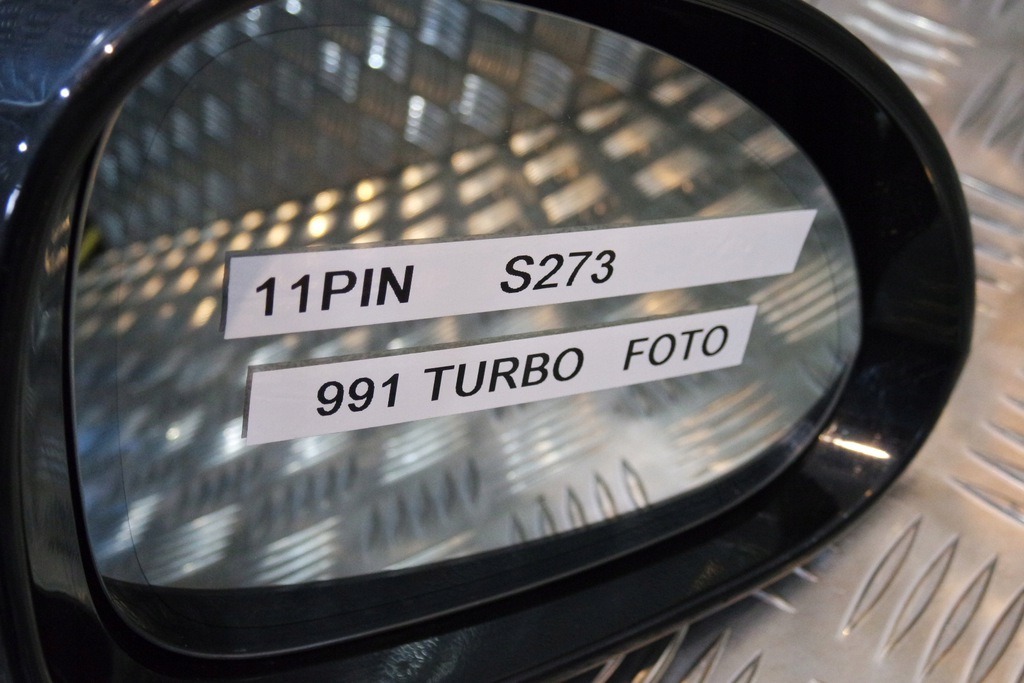 11PIN S273
991 TURBO FOTO